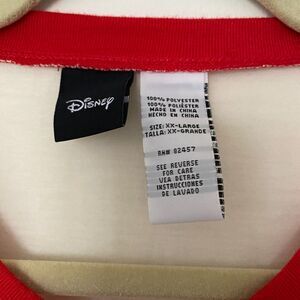 Disney
100% POLYESTER
100% POLIÉSTER
MADE IN CHINA
HECHO EN CHINA
SIZE: XX-LARGE
TALLA: XX-GRANDE
RN# 82457
SEE REVERSE
FOR CARE
VEA DETRAS
INSTRUCCIONES
DE LAVADO